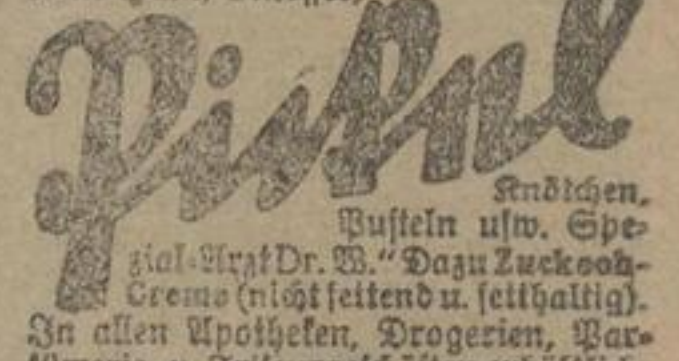 Pickel
Knötchen,
Pusteln usw. Spe-
zial-Arzt Dr. W.“ Dazu Zuckooh-
Creme (nicht fettend u. fetthaltig).
In allen Apotheken, Drogerien, Par-